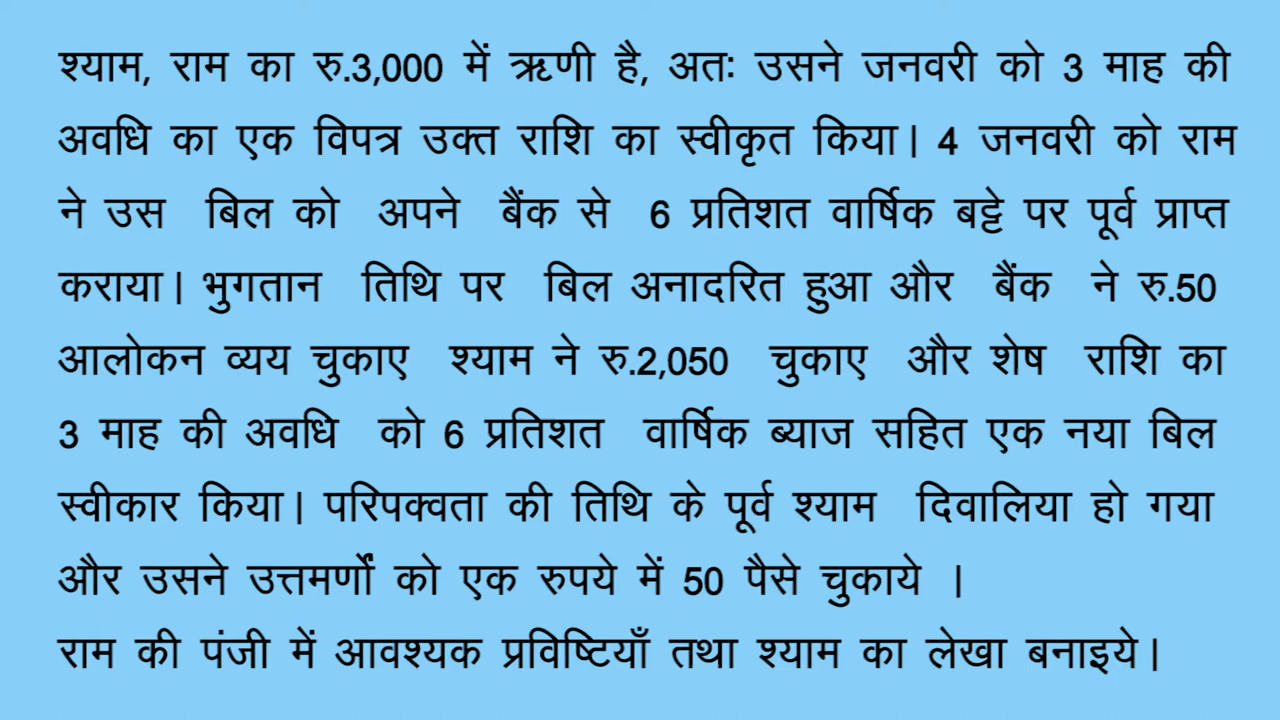 श्याम, राम का रु.3,000 में ऋणी है, अतः उसने जनवरी को 3 माह की
अवधि का एक विपत्र उक्त राशि का स्वीकृत किया। 4 जनवरी को राम
ने उस बिल को अपने बैंक से 6 प्रतिशत वार्षिक बट्टे पर पूर्व प्राप्त
कराया। भुगतान तिथि पर बिल अनादरित हुआ और बैंक ने रु.50
आलोकन व्यय चुकाए श्याम ने रु.2,050 चुकाए और शेष राशि का
3 माह की अवधि को 6 प्रतिशत वार्षिक ब्याज सहित एक नया बिल
स्वीकार किया। परिपक्वता की तिथि के पूर्व श्याम दिवालिया हो गया
और उसने उत्तमर्णों को एक रुपये में 50 पैसे चुकाये ।
राम की पंजी में आवश्यक प्रविष्टियाँ तथा श्याम का लेखा बनाइये।